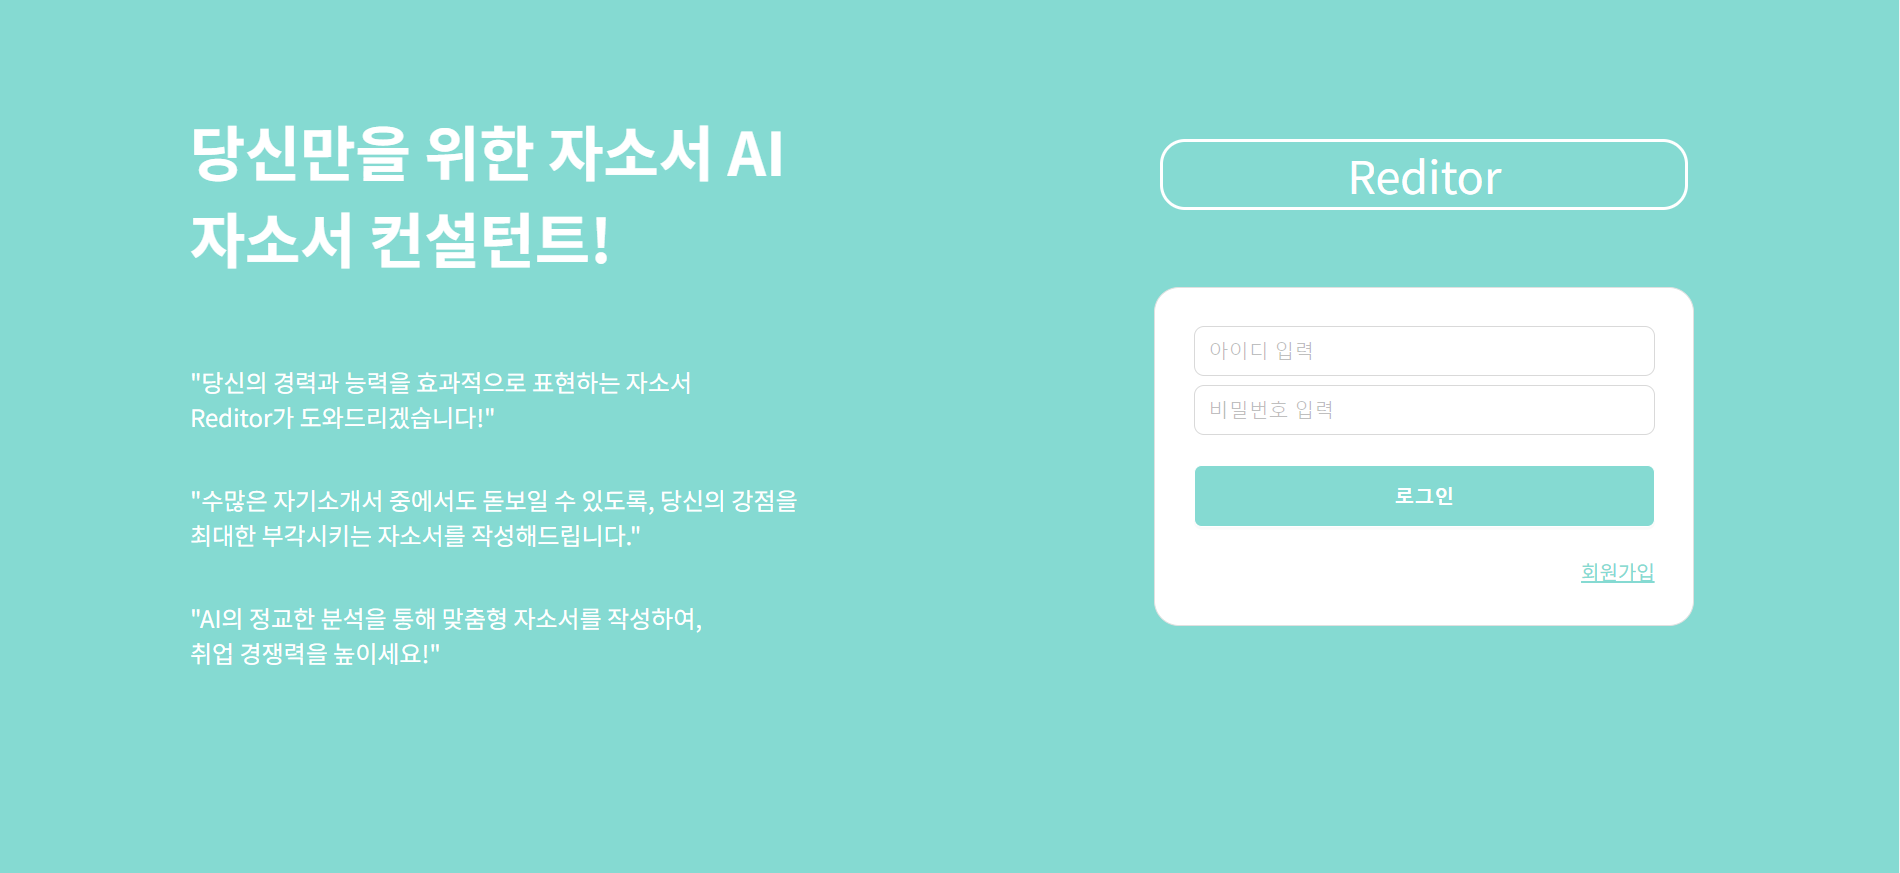 당신만을 위한 자소서 AI
자소서 컨설턴트!
"당신의 경력과 능력을 효과적으로 표현하는 자소서
Reditor가 도와드리겠습니다!"
"수많은 자기소개서 중에서도 돋보일 수 있도록, 당신의 강점을
최대한 부각시키는 자소서를 작성해드립니다."
"AI의 정교한 분석을 통해 맞춤형 자소서를 작성하여,
취업 경쟁력을 높이세요!"
Reditor
아이디 입력
비밀번호 입력
로그인
회원가입